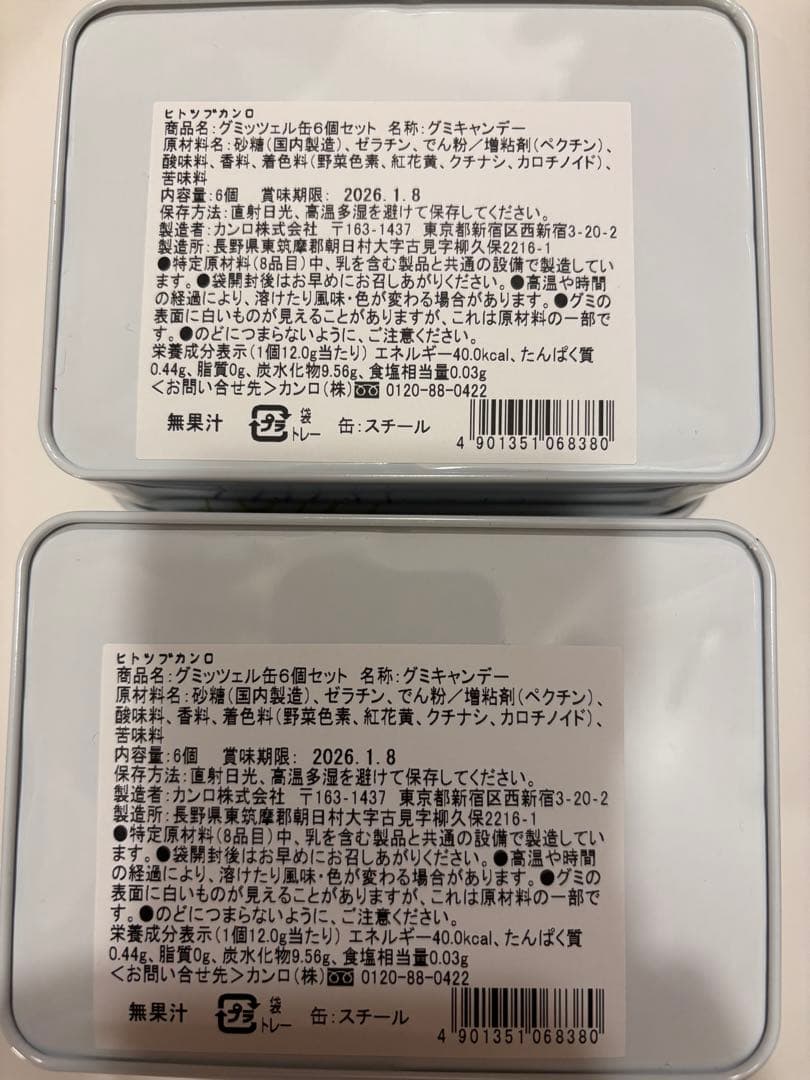 ヒトツブカンロ
商品名:グミッツェル缶6個セット 名称:グミキャンデー
原材料名:砂糖(国内製造)、ゼラチン、でん粉/増粘剤(ペクチン)、
酸味料、香料、着色料(野菜色素、紅花黄、クチナシ、カロチノイド)、
苦味料
内容量:6個 賞味期限: 2026.1.8
保存方法:直射日光、高温多湿を避けて保存してください。
製造者:カンロ株式会社 〒163-1437 東京都新宿区西新宿3-20-2
製造所:長野県東筑摩郡朝日村大字古見字柳久保2216-1
●特定原材料(8品目)中、乳を含む製品と共通の設備で製造してい
ます。●袋開封後はお早めにお召しあがりください。●高温や時間
の経過により、溶けたり風味・色が変わる場合があります。●グミの
表面に白いものが見えることがありますが、これは原材料の一部で
す。●のどにつまらないように、ご注意ください。
栄養成分表示(1個12.0g当たり) エネルギー40.0kcal、たんぱく質
0.44g、脂質0g、炭水化物9.56g、食塩相当量0.03g
<お問い合せ先>カンロ(株) 0120-88-0422
無果汁 プラ 袋 トレー 缶:スチール
4 901351 068380
ヒトツブカンロ
商品名:グミッツェル缶6個セット 名称:グミキャンデー
原材料名:砂糖(国内製造)、ゼラチン、でん粉/増粘剤(ペクチン)、
酸味料、香料、着色料(野菜色素、紅花黄、クチナシ、カロチノイド)、
苦味料
内容量:6個 賞味期限: 2026.1.8
保存方法:直射日光、高温多湿を避けて保存してください。
製造者:カンロ株式会社 〒163-1437 東京都新宿区西新宿3-20-2
製造所:長野県東筑摩郡朝日村大字古見字柳久保2216-1
●特定原材料(8品目)中、乳を含む製品と共通の設備で製造してい
ます。●袋開封後はお早めにお召しあがりください。●高温や時間
の経過により、溶けたり風味・色が変わる場合があります。●グミの
表面に白いものが見えることがありますが、これは原材料の一部で
す。●のどにつまらないように、ご注意ください。
栄養成分表示(1個12.0g当たり) エネルギー40.0kcal、たんぱく質
0.44g、脂質0g、炭水化物9.56g、食塩相当量0.03g
<お問い合せ先>カンロ(株) 0120-88-0422
無果汁 プラ 袋 トレー 缶:スチール
4 901351 068380